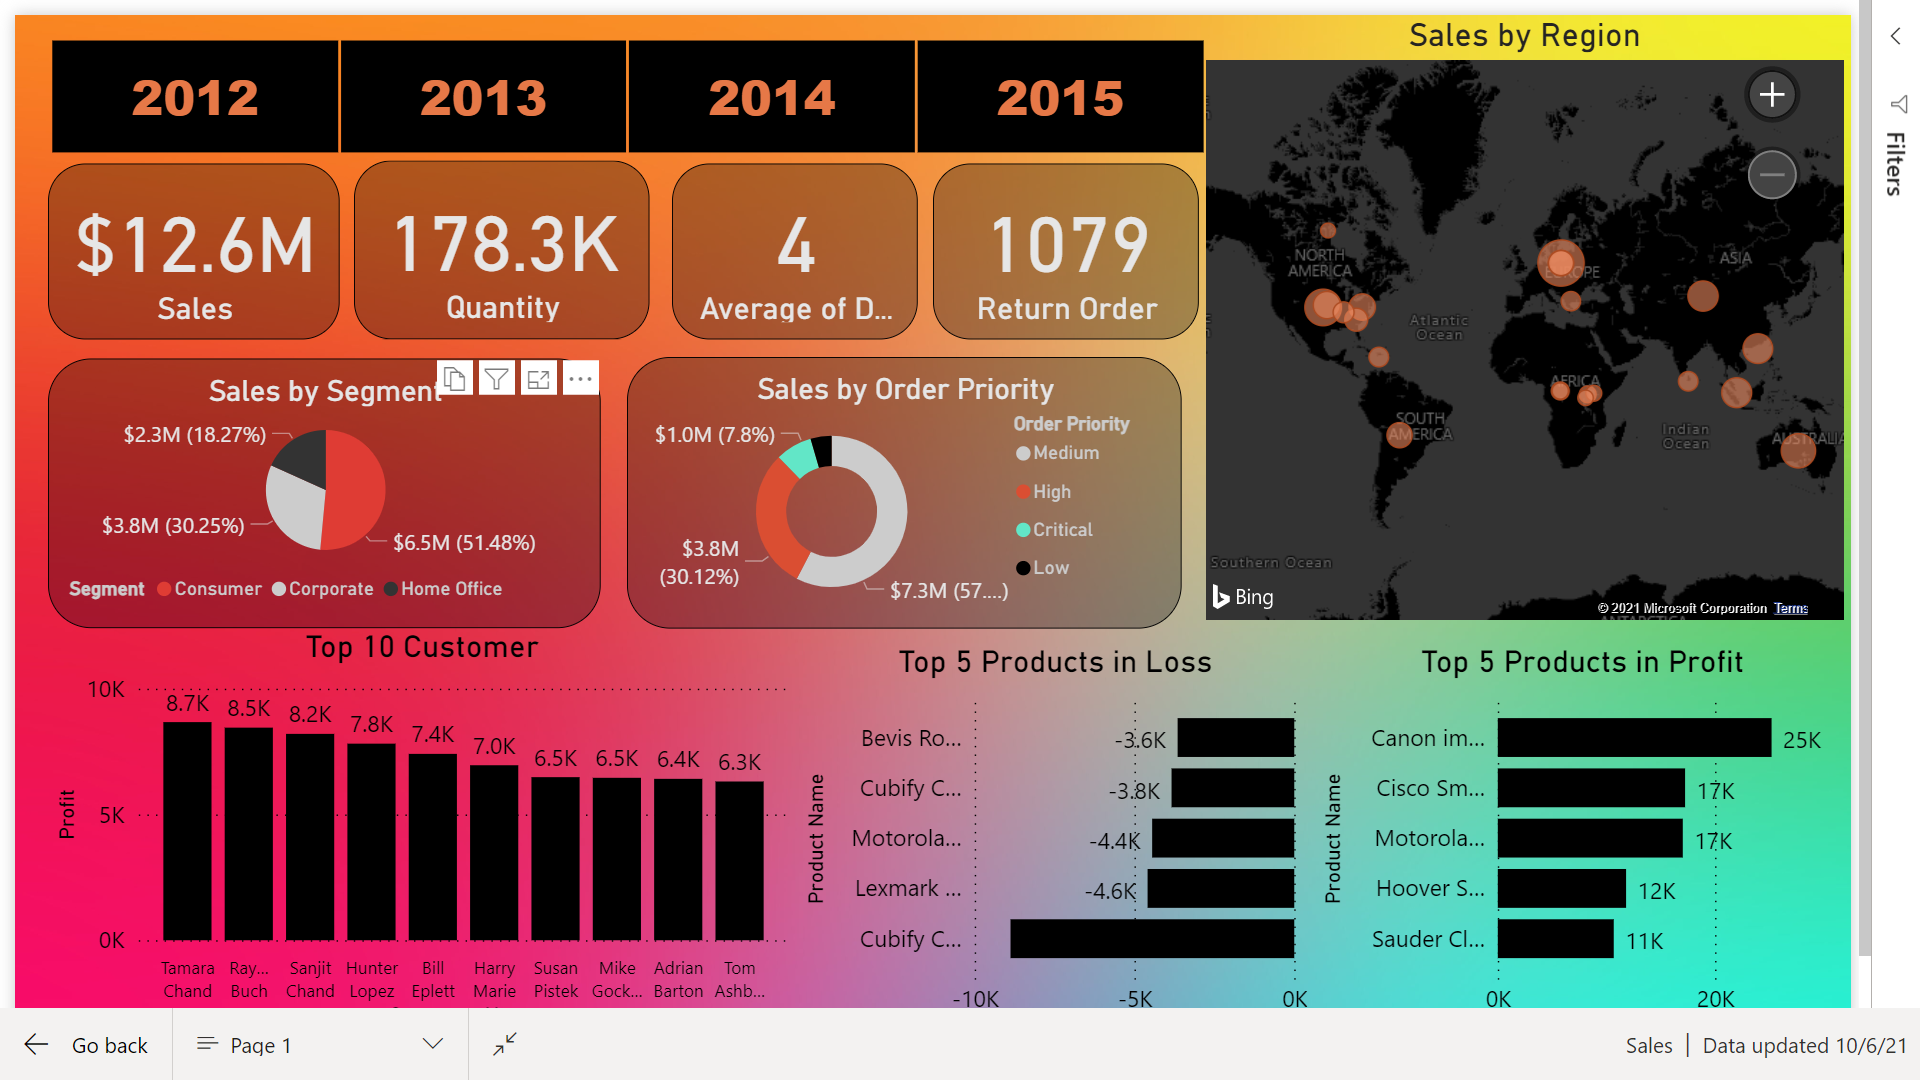 2012
2013
2014
2015
$12.6M
Sales
178.3K
Quantity
4
Average of D...
1079
Return Order
Sales by Region
NORTH
AMERICA
EUROPE
ASIA
Atlantic
Ocean
AFRICA
SOUTH
AMERICA
Indian
Ocean
AUSTRALIA
Southern Ocean
Bing
© 2021 Microsoft Corporation Terms
ANTARCTICA
Filters
Sales by Segment
$2.3M (18.27%)
$3.8M (30.25%)
$6.5M (51.48%)
Segment Consumer Corporate Home Office
Sales by Order Priority
$1.0M (7.8%)
$3.8M
(30.12%)
$7.3M (57....)
Order Priority
Medium
High
Critical
Low
Top 10 Customer
Profit
10K
5K
0K
8.7K
8.5K
8.2K
7.8K
7.4K
7.0K
6.5K
6.5K
6.4K
6.3K
Tamara
Chand
Ray...
Buch
Sanjit
Chand
Hunter
Lopez
Bill
Eplett
Harry
Marie
Susan
Pistek
Mike
Gock...
Adrian
Barton
Tom
Ashb...
Top 5 Products in Loss
Product Name
Bevis Ro...
-3.6K
Cubify C...
-3.8K
Motorola...
-4.4K
Lexmark ...
-4.6K
Cubify C...
-10K
-5K
0K
Top 5 Products in Profit
Product Name
Canon im...
25K
Cisco Sm...
17K
Motorola...
17K
Hoover S...
12K
Sauder Cl...
11K
0K
20K
Go back
Page 1
Sales | Data updated 10/6/21